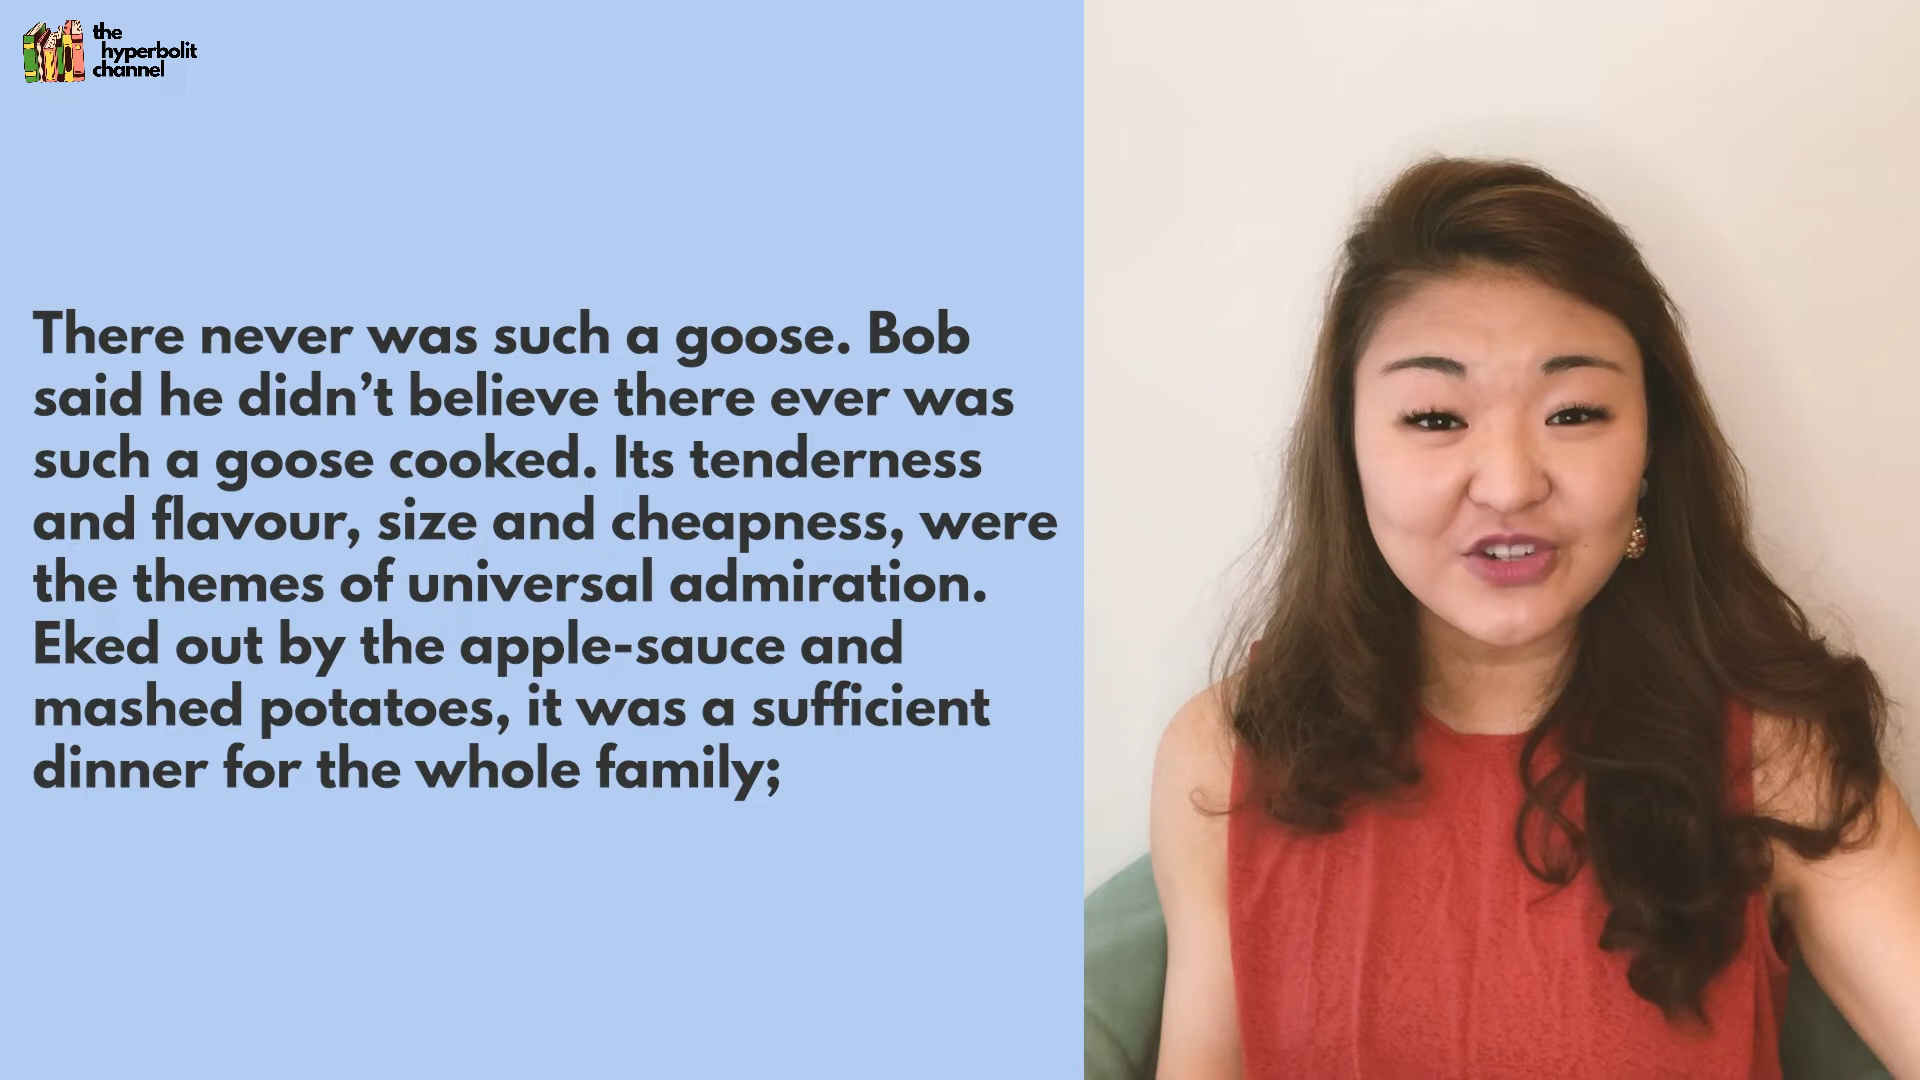 the
hyperbolit
channel
There never was such a goose. Bob
said he didn’t believe there ever was
such a goose cooked. Its tenderness
and flavour, size and cheapness, were
the themes of universal admiration.
Eked out by the apple-sauce and
mashed potatoes, it was a sufficient
dinner for the whole family;